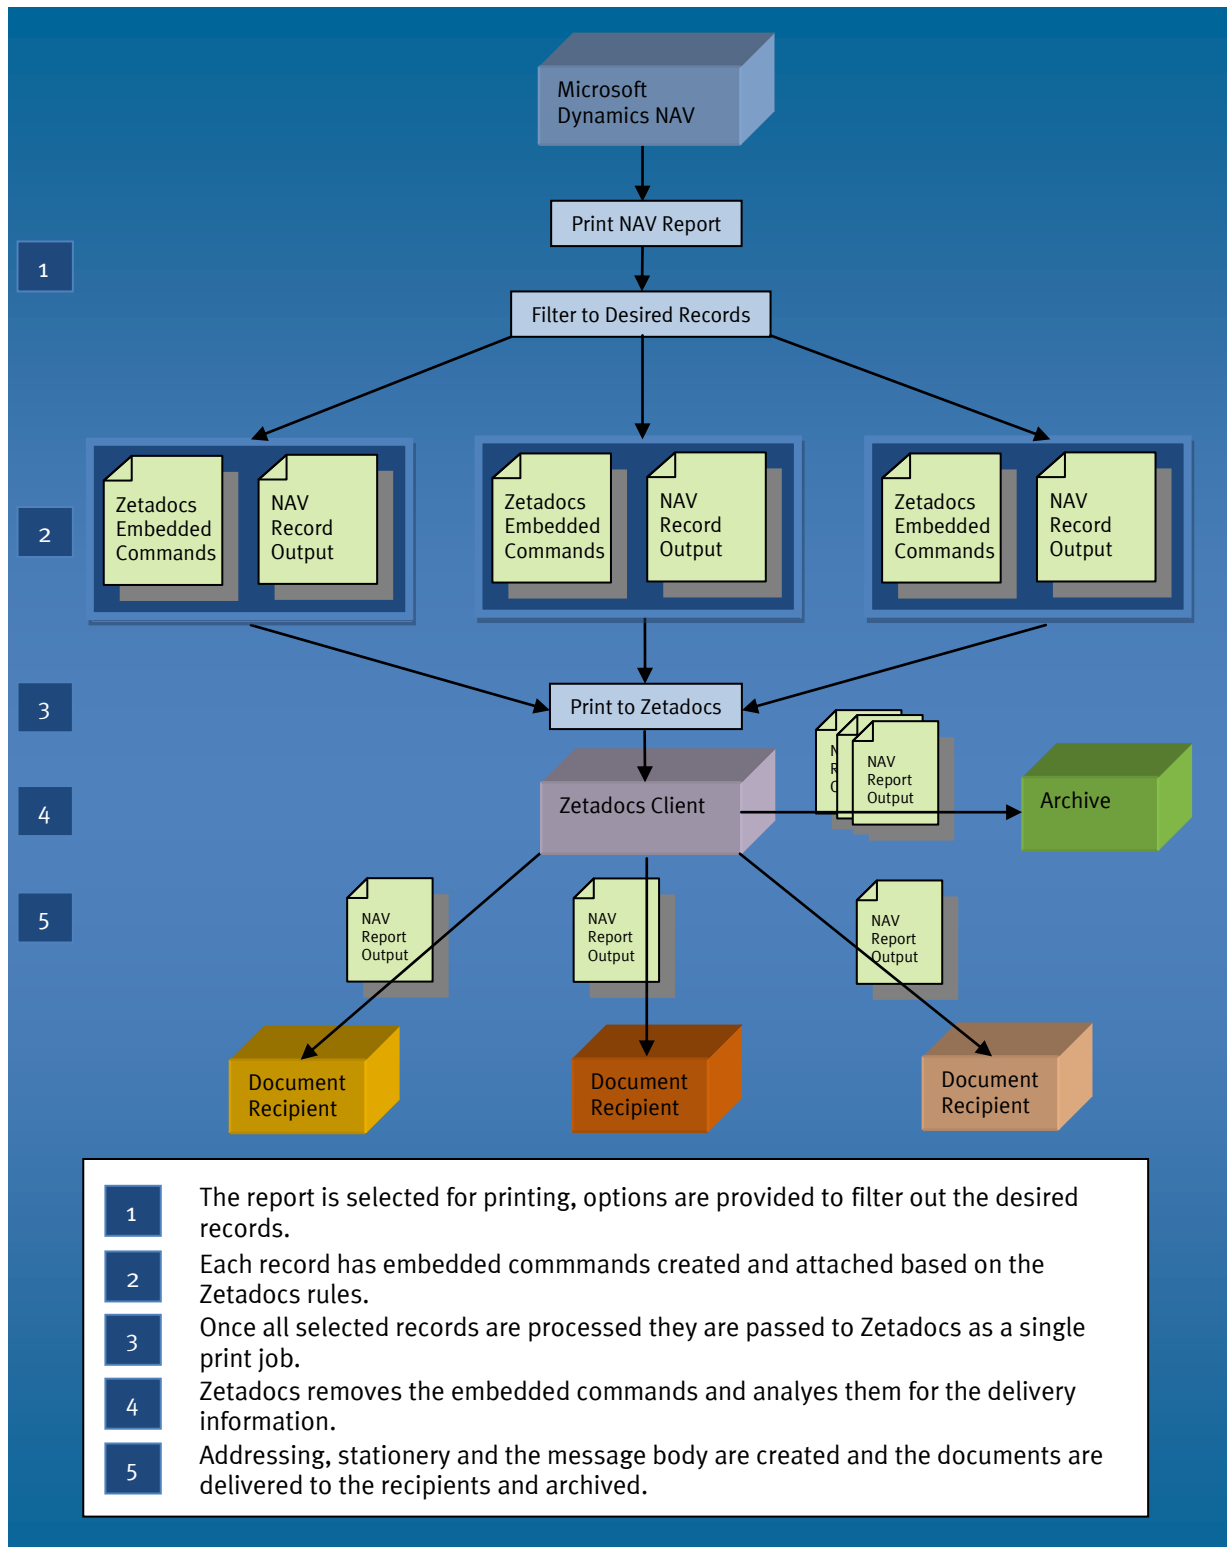 Microsoft
Dynamics NAV
Print NAV Report
1
Filter to Desired Records
Zetadocs
Embedded
Commands
NAV
Record
Output
Zetadocs
Embedded
Commands
NAV
Record
Output
Zetadocs
Embedded
Commands
NAV
Record
Output
2
3
Print to Zetadocs
NAV
Report
Output
4
Zetadocs Client
Archive
5
NAV
Report
Output
NAV
Report
Output
NAV
Report
Output
Document
Recipient
Document
Recipient
Document
Recipient
1
The report is selected for printing, options are provided to filter out the desired
records.
2
Each record has embedded commmands created and attached based on the
Zetadocs rules.
3
Once all selected records are processed they are passed to Zetadocs as a single
print job.
4
Zetadocs removes the embedded commands and analyes them for the delivery
information.
5
Addressing, stationery and the message body are created and the documents are
delivered to the recipients and archived.